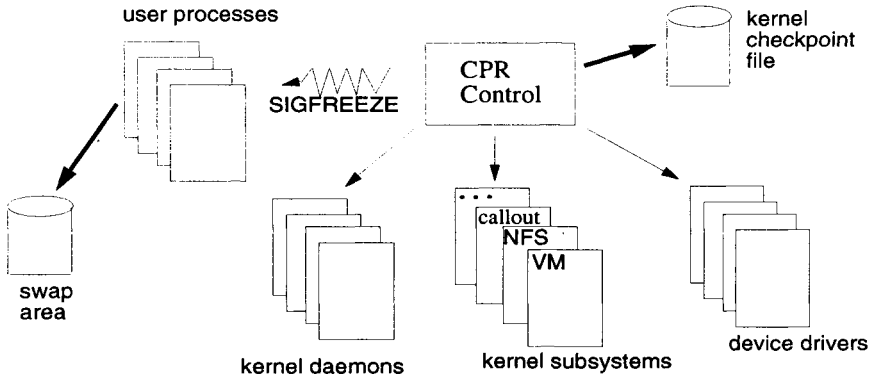 user processes
kernel
checkpoint
file
CPR
Control
SIGFREEZE
• • •
callout
NFS
VM
swap
area
kernel daemons
kernel subsystems
device drivers